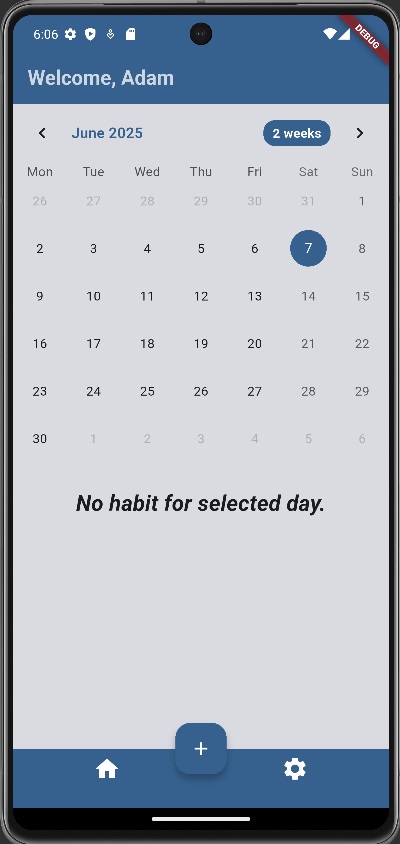 6:06
DEBUG
Welcome, Adam
June 2025 2 weeks
Mon Tue Wed Thu Fri Sat Sun
26 27 28 29 30 31 1
2 3 4 5 6 7 8
9 10 11 12 13 14 15
16 17 18 19 20 21 22
23 24 25 26 27 28 29
30 1 2 3 4 5 6
No habit for selected day.
+